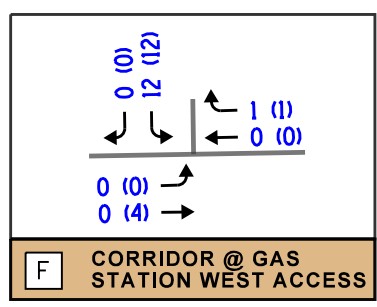 0 (0)
12 (12)
1 (1)
0 (0)
0 (0)
0 (4)
F
CORRIDOR @ GAS
STATION WEST ACCESS